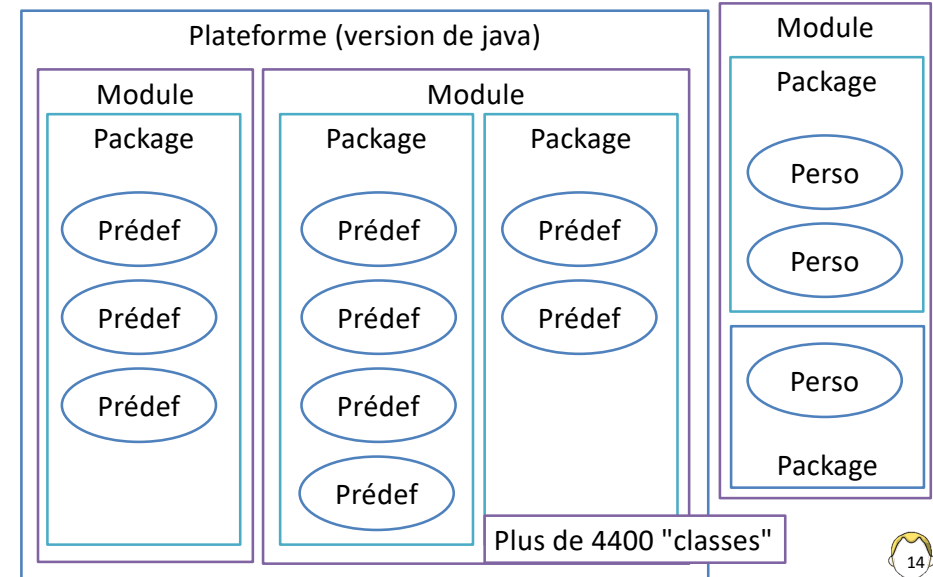 Plateforme (version de java)
Module
Package
Prédef
Prédef
Prédef
Module
Package
Prédef
Prédef
Prédef
Prédef
Package
Prédef
Prédef
Plus de 4400 "classes"
Module
Package
Perso
Perso
Perso
Package
14